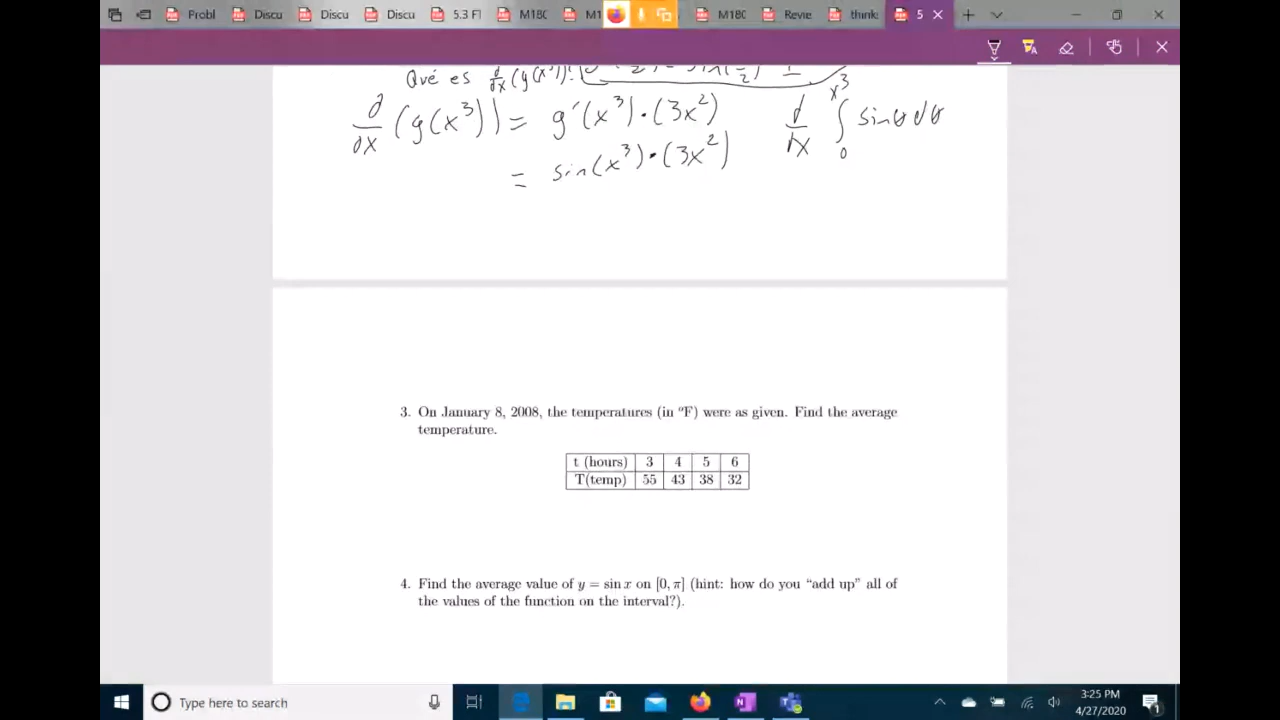 Probl Discu Discu Discu 5.3 Fl M18C M1 M18C Revie think 5
Qué es d/dx (g(x³))?
d/dx (g(x³)) = g'(x³)·(3x²) d/dx ∫₀^x³ sinθ dθ
= sin(x³)·(3x²)
3. On January 8, 2008, the temperatures (in °F) were as given. Find the average
temperature.
t (hours) 3 4 5 6
T(temp) 55 43 38 32
4. Find the average value of y = sin x on [0, π] (hint: how do you “add up” all of
the values of the function on the interval?).
Type here to search
3:25 PM
4/27/2020